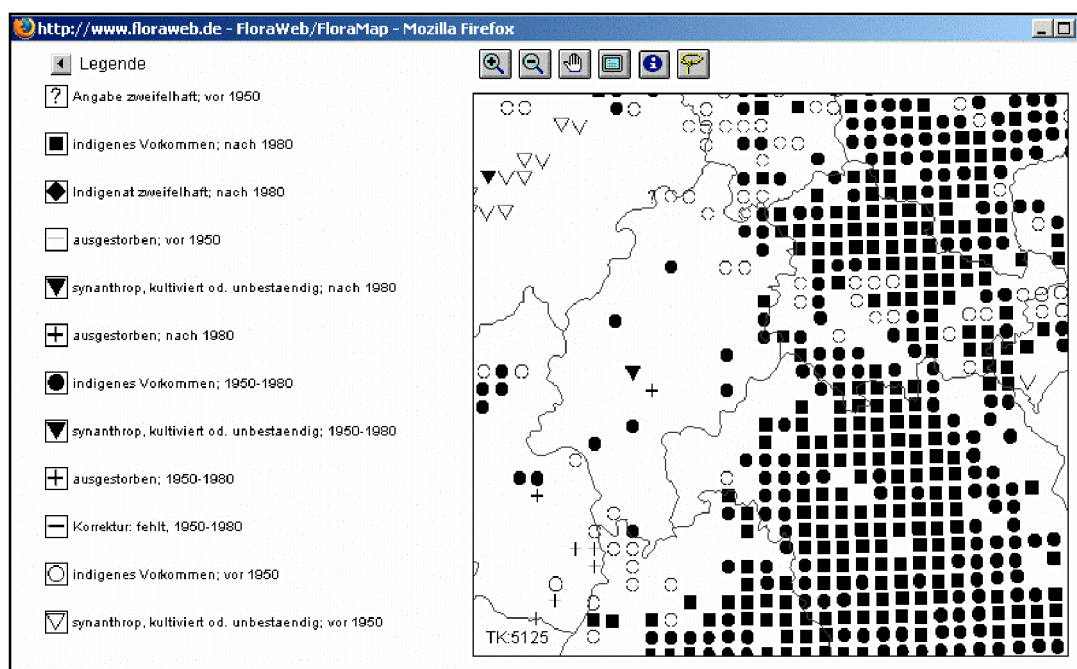 http://www.floraweb.de - FloraWeb/FloraMap - Mozilla Firefox
Legende
? Angabe zweifelhaft; vor 1950
indigenes Vorkommen; nach 1980
Indigenat zweifelhaft; nach 1980
ausgestorben; vor 1950
synanthrop, kultiviert od. unbestaendig; nach 1980
ausgestorben; nach 1980
indigenes Vorkommen; 1950-1980
synanthrop, kultiviert od. unbestaendig; 1950-1980
ausgestorben; 1950-1980
Korrektur: fehlt, 1950-1980
indigenes Vorkommen; vor 1950
synanthrop, kultiviert od. unbestaendig; vor 1950
?
TK:5125